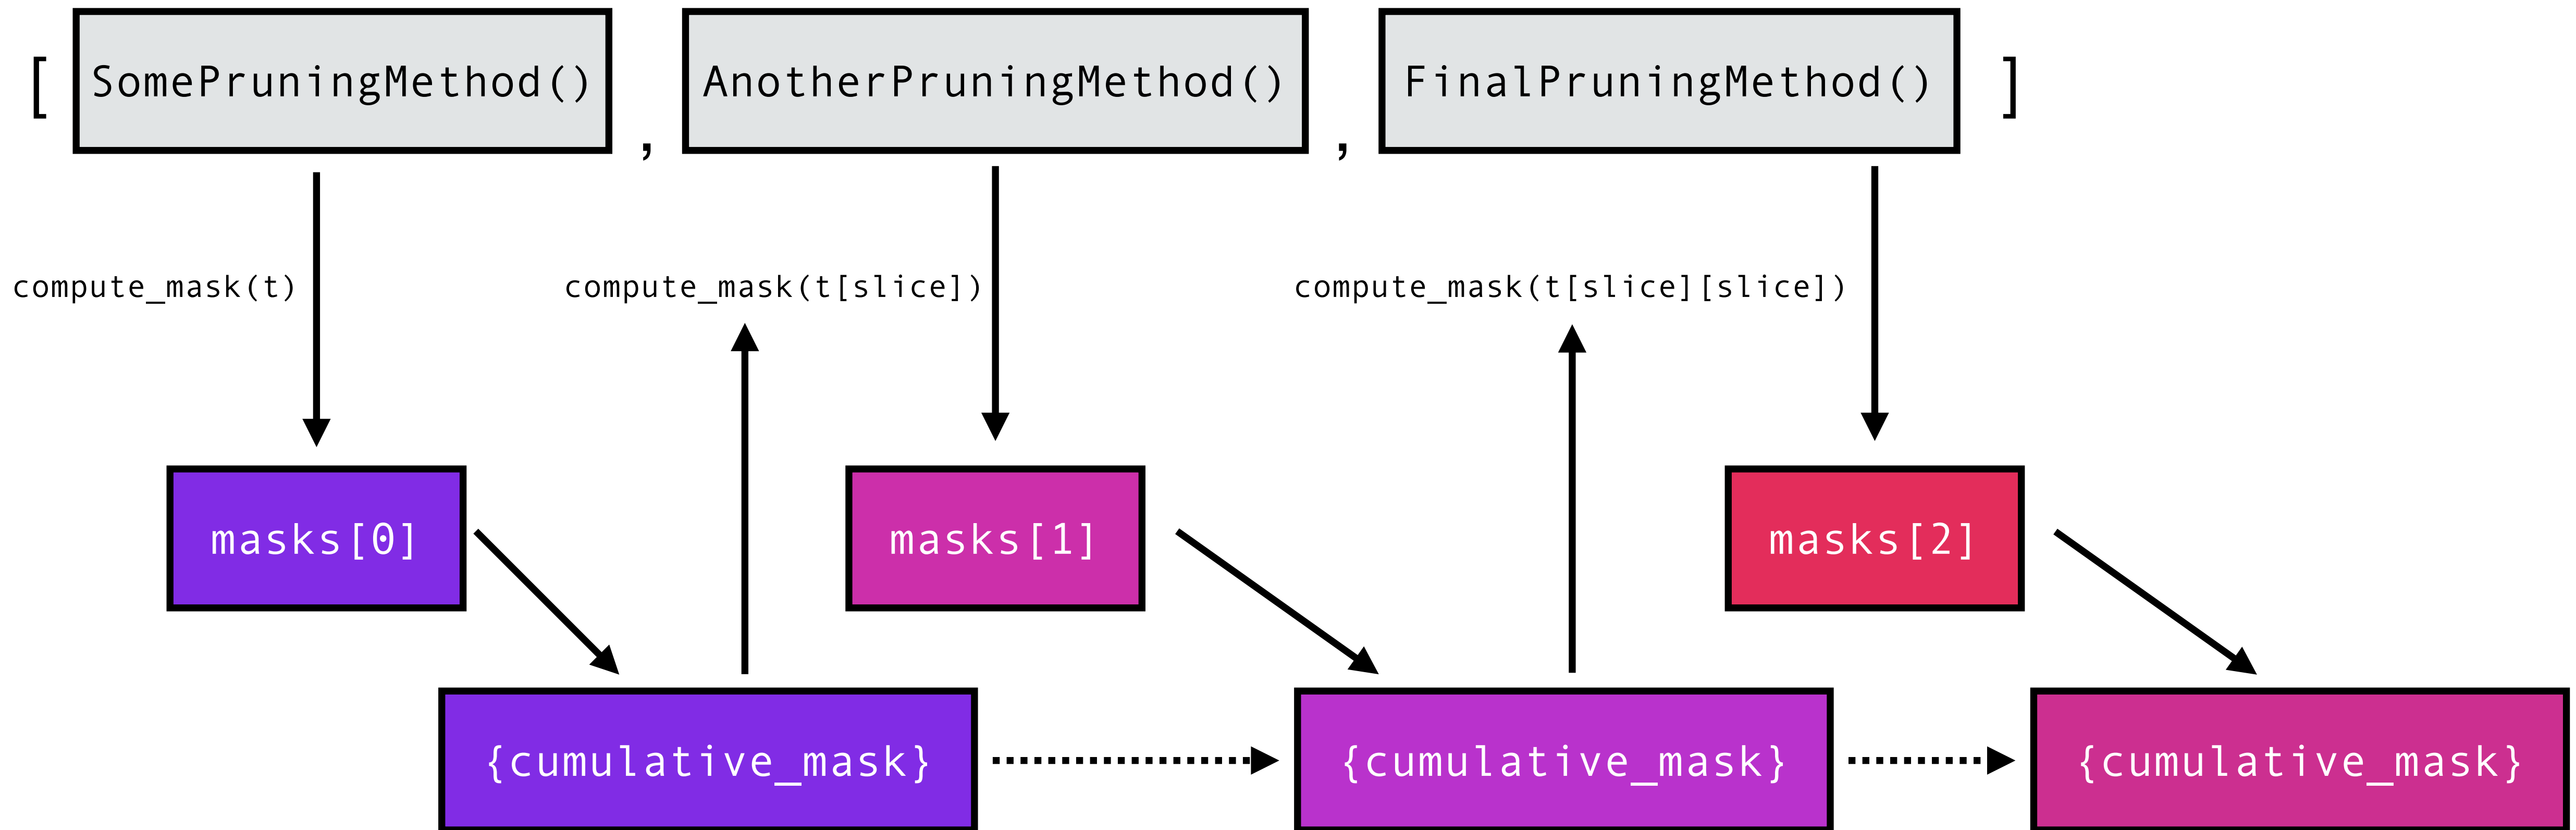 [ SomePruningMethod() , AnotherPruningMethod() , FinalPruningMethod() ]
compute_mask(t) compute_mask(t[slice]) compute_mask(t[slice][slice])
masks[0] masks[1] masks[2]
{cumulative_mask} {cumulative_mask} {cumulative_mask}